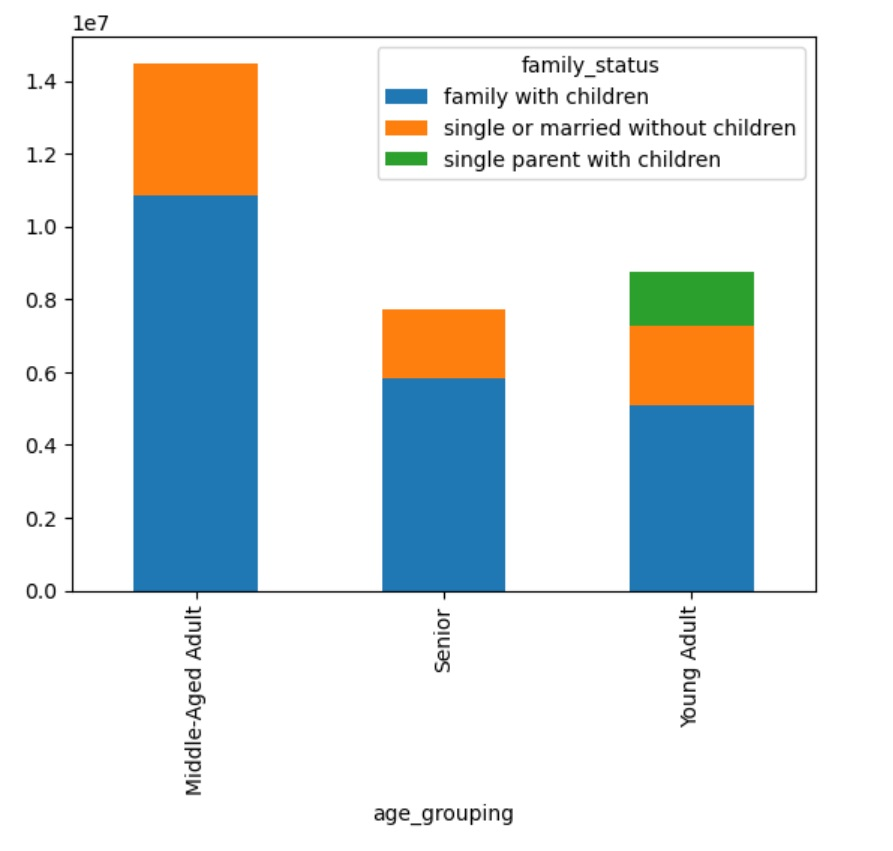 1e7
family_status
family with children
single or married without children
single parent with children
1.4
1.2
1.0
0.8
0.6
0.4
0.2
0.0
Middle-Aged Adult
Senior
Young Adult
age_grouping